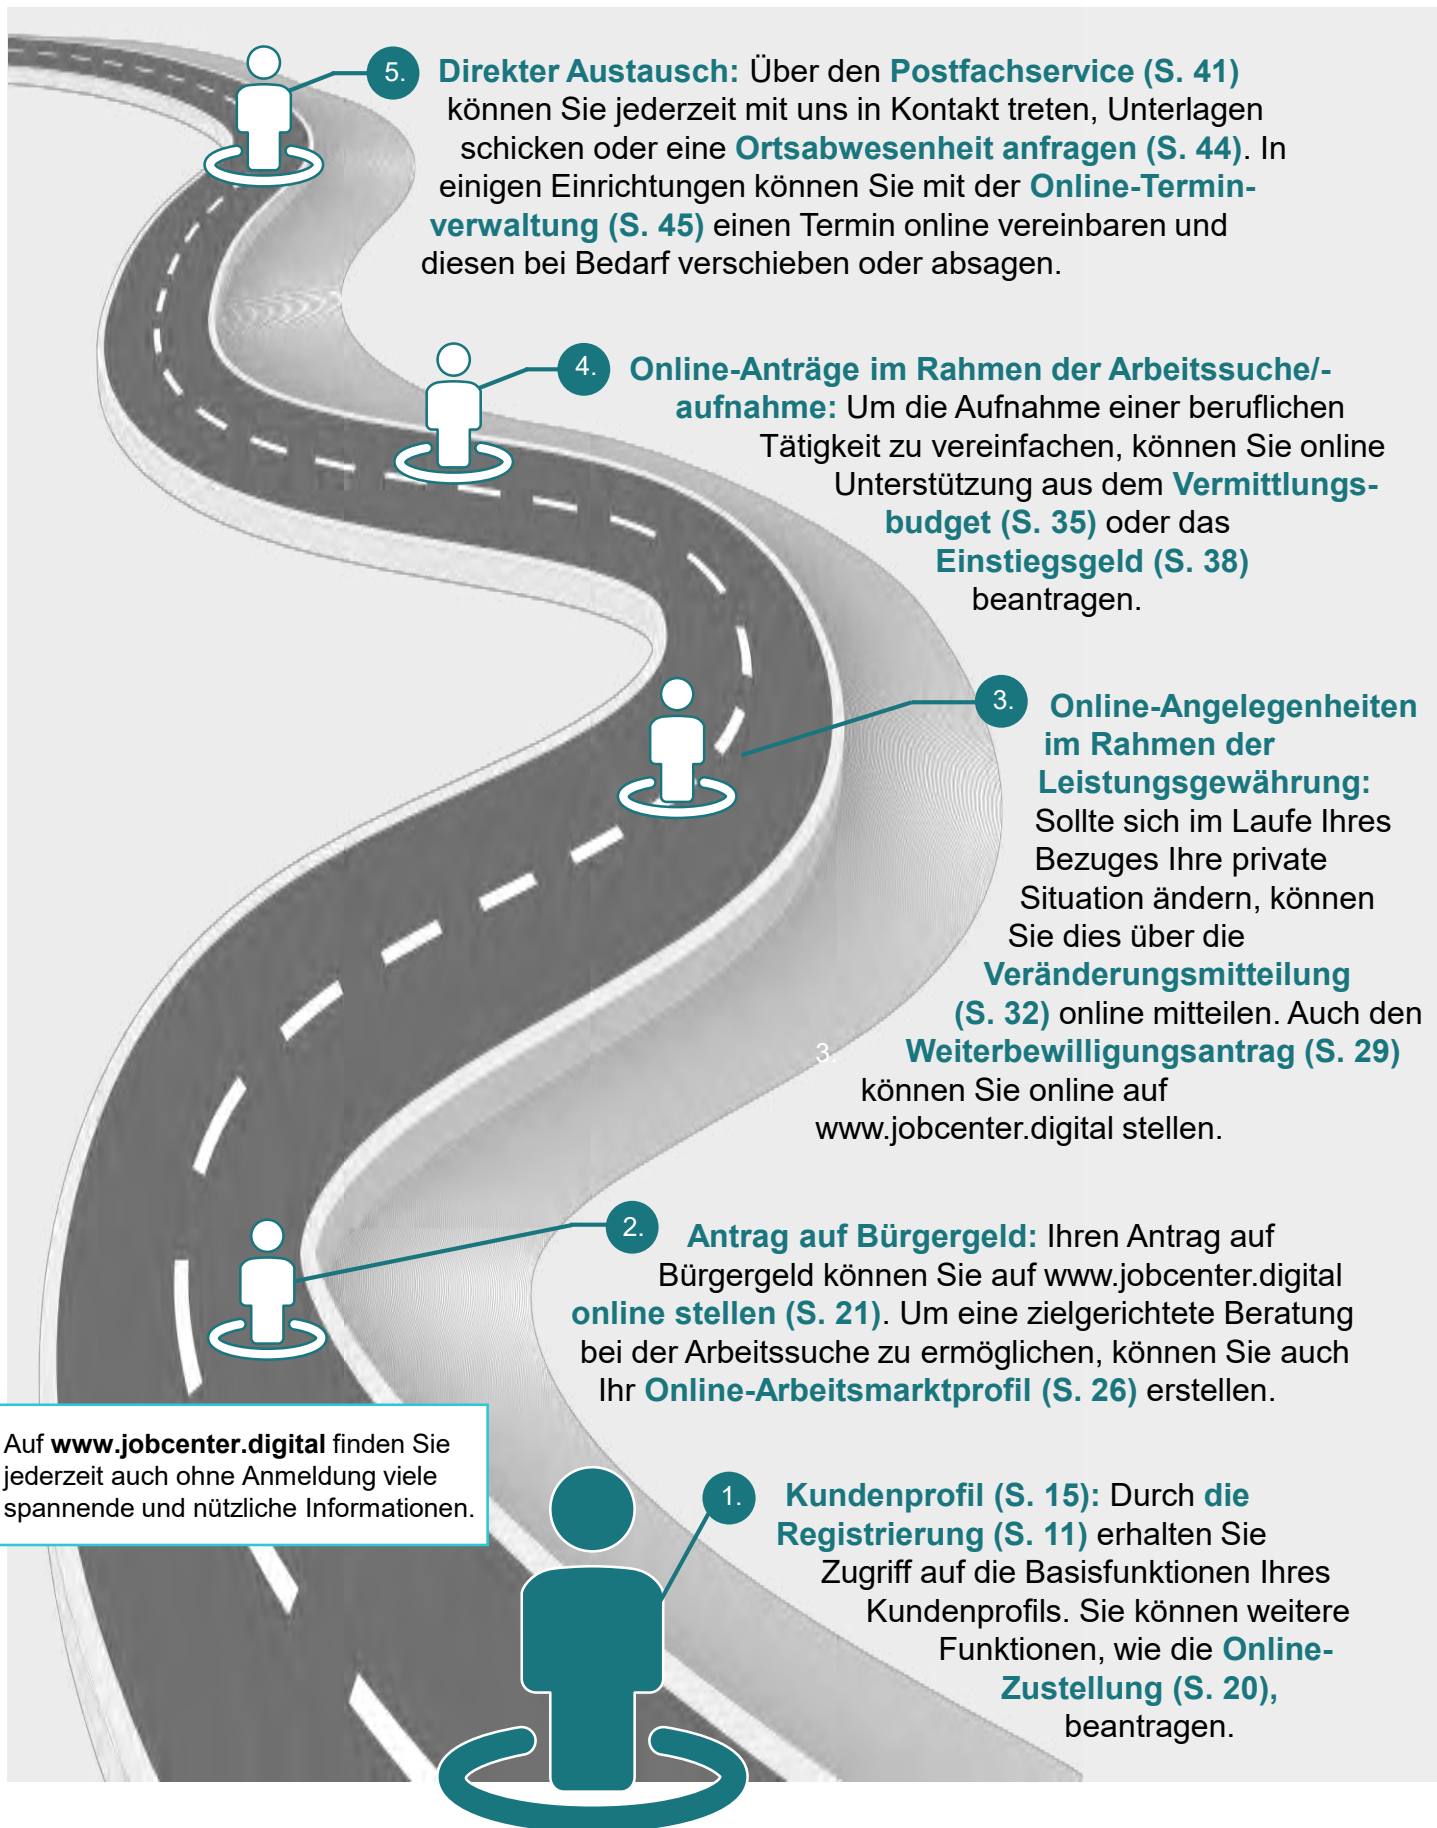 5. Direkter Austausch: Über den Postfachservice (S. 41)
können Sie jederzeit mit uns in Kontakt treten, Unterlagen
schicken oder eine Ortsabwesenheit anfragen (S. 44). In
einigen Einrichtungen können Sie mit der Online-Termin-
verwaltung (S. 45) einen Termin online vereinbaren und
diesen bei Bedarf verschieben oder absagen.
4. Online-Anträge im Rahmen der Arbeitssuche/-
aufnahme: Um die Aufnahme einer beruflichen
Tätigkeit zu vereinfachen, können Sie online
Unterstützung aus dem Vermittlungs-
budget (S. 35) oder das
Einstiegsgeld (S. 38)
beantragen.
3. Online-Angelegenheiten
im Rahmen der
Leistungsgewährung:
Sollte sich im Laufe Ihres
Bezuges Ihre private
Situation ändern, können
Sie dies über die
Veränderungsmitteilung
(S. 32) online mitteilen. Auch den
3. Weiterbewilligungsantrag (S. 29)
können Sie online auf
www.jobcenter.digital stellen.
2. Antrag auf Bürgergeld: Ihren Antrag auf
Bürgergeld können Sie auf www.jobcenter.digital
online stellen (S. 21). Um eine zielgerichtete Beratung
bei der Arbeitssuche zu ermöglichen, können Sie auch
Ihr Online-Arbeitsmarktprofil (S. 26) erstellen.
Auf www.jobcenter.digital finden Sie
jederzeit auch ohne Anmeldung viele
spannende und nützliche Informationen.
1. Kundenprofil (S. 15): Durch die
Registrierung (S. 11) erhalten Sie
Zugriff auf die Basisfunktionen Ihres
Kundenprofils. Sie können weitere
Funktionen, wie die Online-
Zustellung (S. 20),
beantragen.